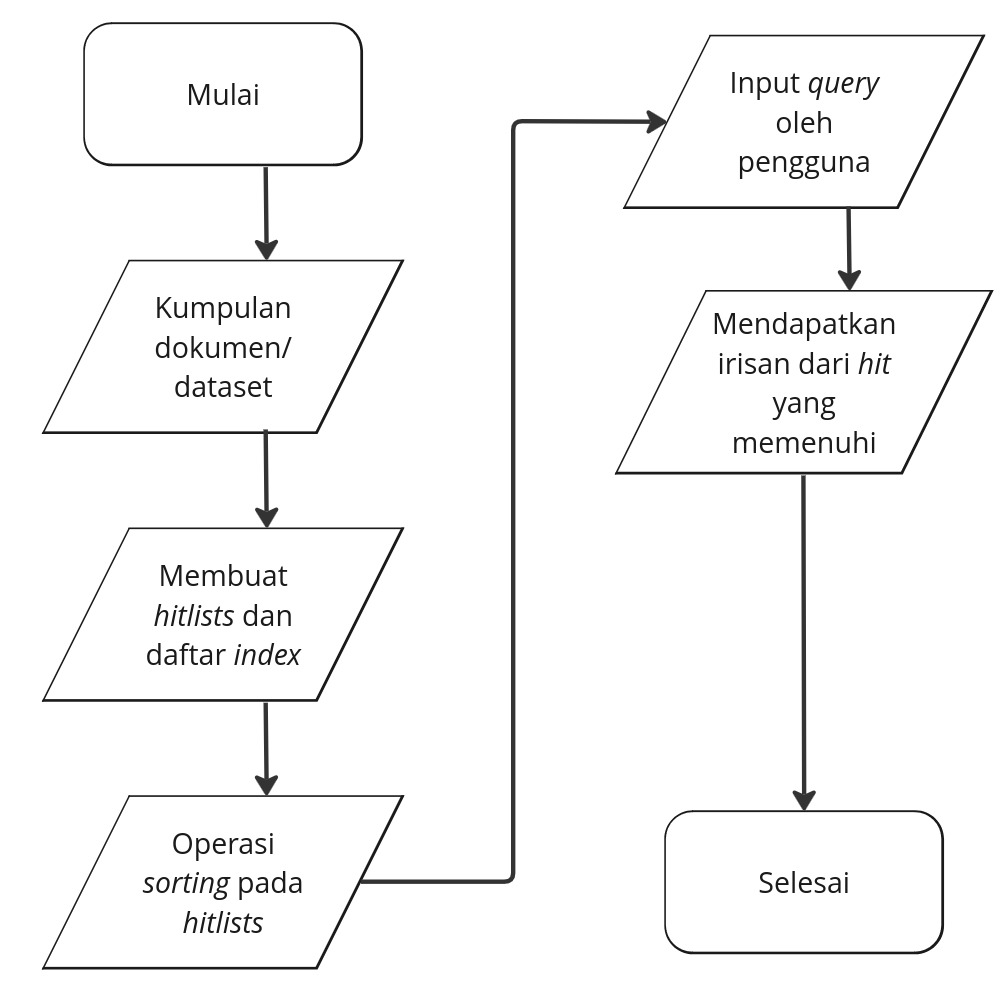 Mulai
Kumpulan
dokumen/
dataset
Membuat
hitlists dan
daftar index
Operasi
sorting pada
hitlists
Input query
oleh
pengguna
Mendapatkan
irisan dari hit
yang
memenuhi
Selesai